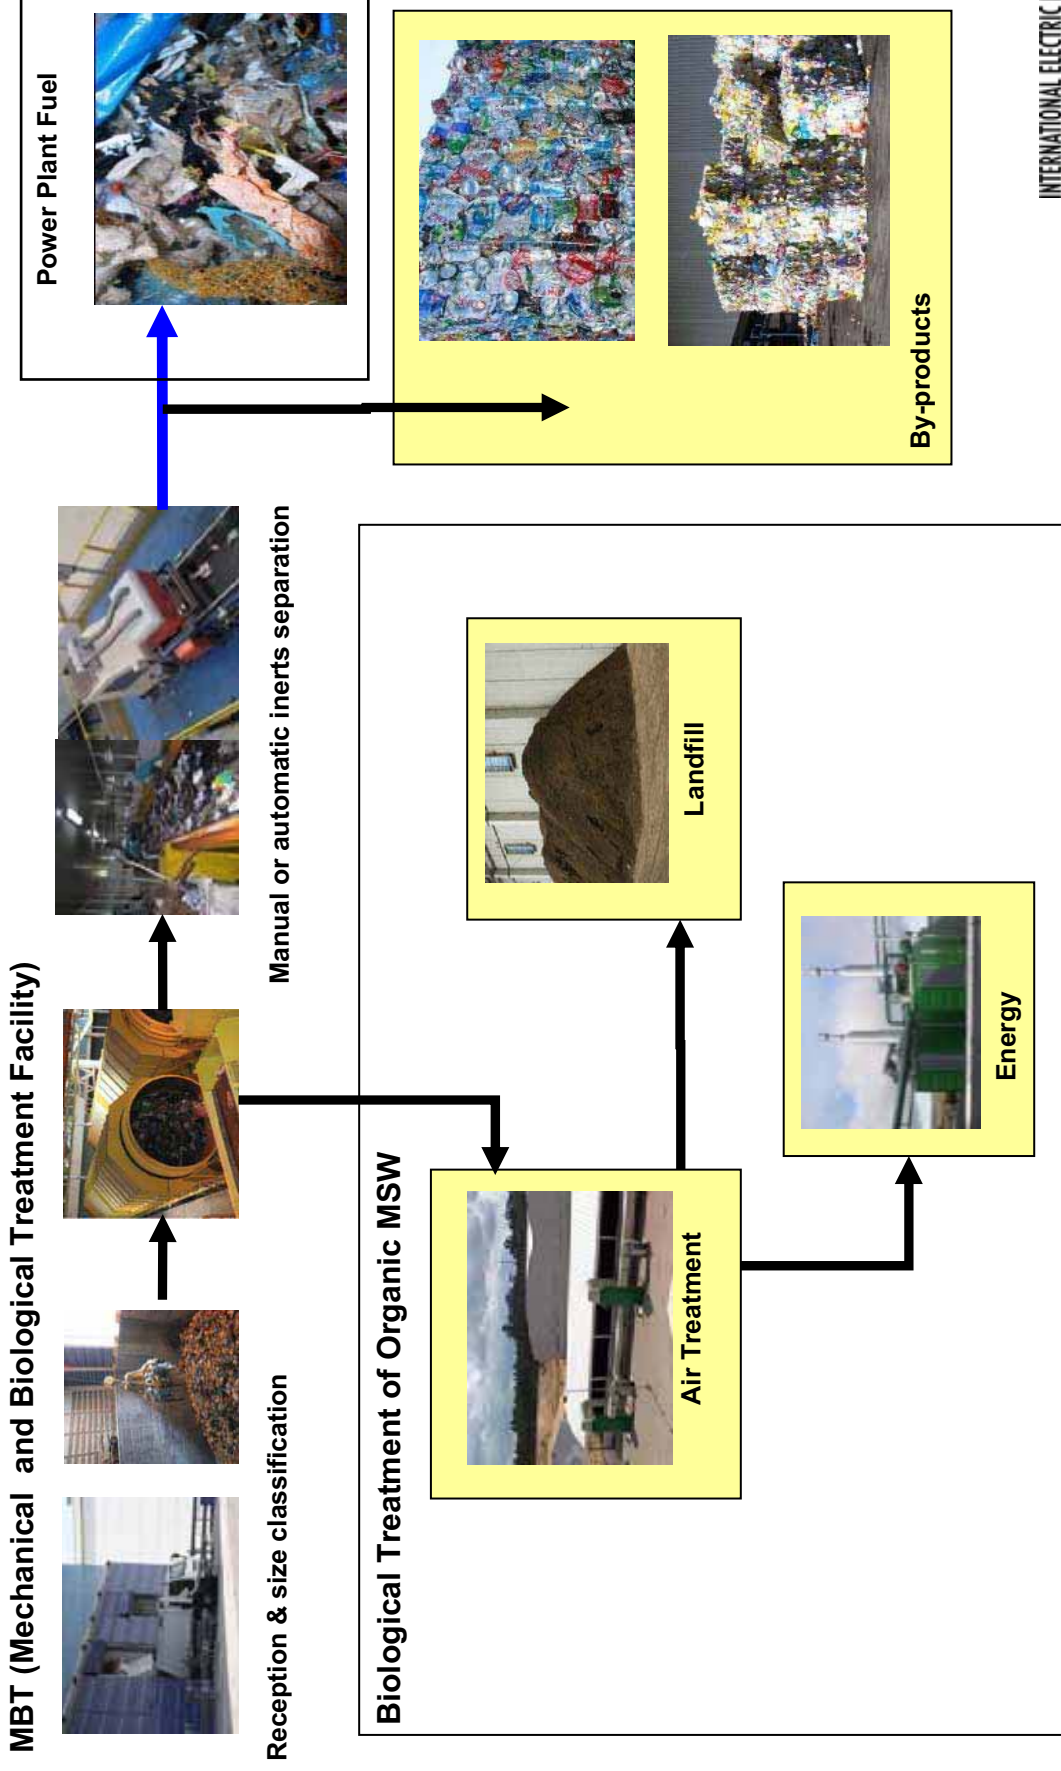 MBT (Mechanical and Biological Treatment Facility)
Power Plant Fuel
Reception & size classification
Manual or automatic inerts separation
Biological Treatment of Organic MSW
Air Treatment
Landfill
Energy
By-products
INTERNATIONAL ELECTRIC